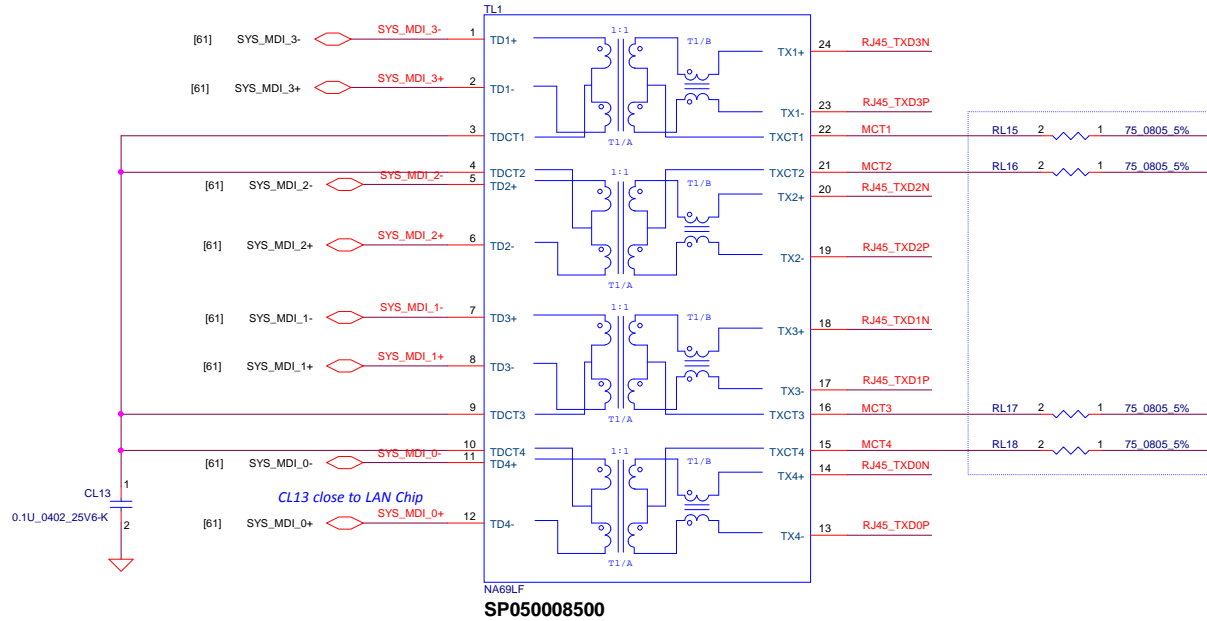 TL1
1:1
T1/B
[61] SYS_MDI_3- SYS_MDI_3- 1 TD1+ TX1+ 24 RJ45_TXD3N
[61] SYS_MDI_3+ SYS_MDI_3+ 2 TD1- TX1- 23 RJ45_TXD3P
3 TDCT1 TXCT1 22 MCT1 RL15 2 1 75_0805_5%
T1/A
4 TDCT2 TXCT2 21 MCT2 RL16 2 1 75_0805_5%
1:1
T1/B
[61] SYS_MDI_2- SYS_MDI_2- 5 TD2+ TX2+ 20 RJ45_TXD2N
[61] SYS_MDI_2+ SYS_MDI_2+ 6 TD2- TX2- 19 RJ45_TXD2P
T1/A
1:1
T1/B
[61] SYS_MDI_1- SYS_MDI_1- 7 TD3+ TX3+ 18 RJ45_TXD1N
[61] SYS_MDI_1+ SYS_MDI_1+ 8 TD3- TX3- 17 RJ45_TXD1P
9 TDCT3 TXCT3 16 MCT3 RL17 2 1 75_0805_5%
T1/A
10 TDCT4 TXCT4 15 MCT4 RL18 2 1 75_0805_5%
1:1
T1/B
[61] SYS_MDI_0- SYS_MDI_0- 11 TD4+ TX4+ 14 RJ45_TXD0N
1
CL13
CL13 close to LAN Chip
0.1U_0402_25V6-K
2
[61] SYS_MDI_0+ SYS_MDI_0+ 12 TD4- TX4- 13 RJ45_TXD0P
T1/A
NA69LF
SP050008500